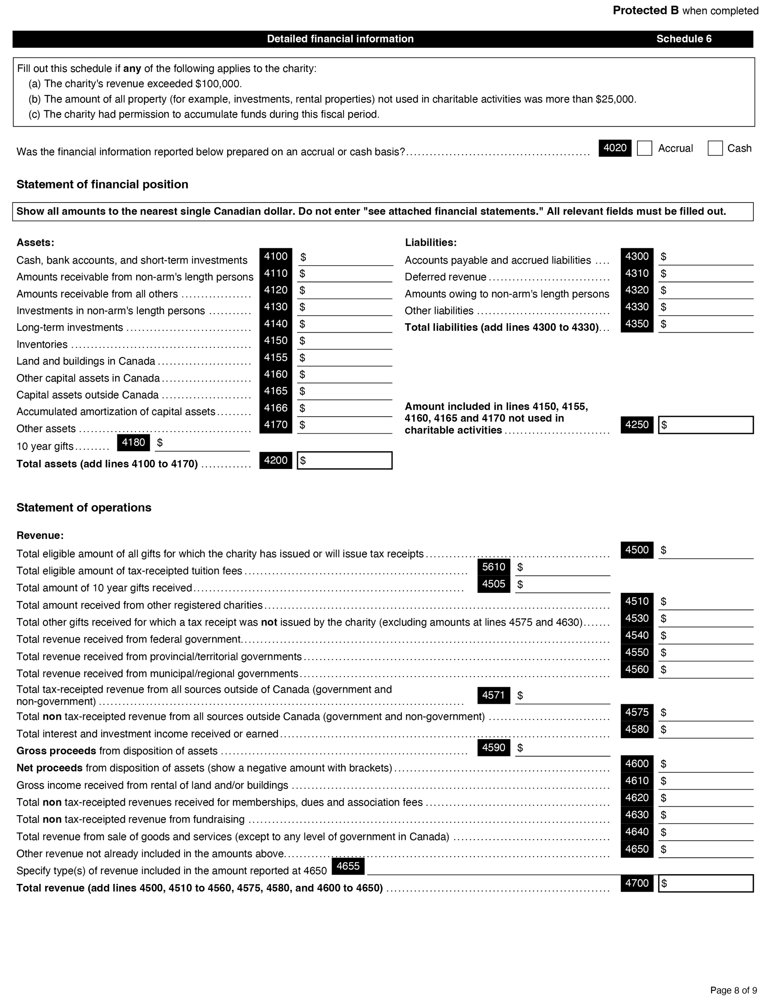 Protected B when completed
Detailed financial information Schedule 6
Fill out this schedule if any of the following applies to the charity:
(a) The charity's revenue exceeded $100,000.
(b) The amount of all property (for example, investments, rental properties) not used in charitable activities was more than $25,000.
(c) The charity had permission to accumulate funds during this fiscal period.
Was the financial information reported below prepared on an accrual or cash basis? 4020 Accrual Cash
Statement of financial position
Show all amounts to the nearest single Canadian dollar. Do not enter "see attached financial statements." All relevant fields must be filled out.
Assets:
Cash, bank accounts, and short-term investments 4100 $
Amounts receivable from non-arm's length persons 4110 $
Amounts receivable from all others 4120 $
Investments in non-arm's length persons 4130 $
Long-term investments 4140 $
Inventories 4150 $
Land and buildings in Canada 4155 $
Other capital assets in Canada 4160 $
Capital assets outside Canada 4165 $
Accumulated amortization of capital assets 4166 $
Other assets 4170 $
10 year gifts 4180 $
Total assets (add lines 4100 to 4170) 4200 $
Liabilities:
Accounts payable and accrued liabilities 4300 $
Deferred revenue 4310 $
Amounts owing to non-arm's length persons 4320 $
Other liabilities 4330 $
Total liabilities (add lines 4300 to 4330) 4350 $
Amount included in lines 4150, 4155,
4160, 4165 and 4170 not used in
charitable activities 4250 $
Statement of operations
Revenue:
Total eligible amount of all gifts for which the charity has issued or will issue tax receipts 4500 $
Total eligible amount of tax-receipted tuition fees 5610 $
Total amount of 10 year gifts received 4505 $
Total amount received from other registered charities 4510 $
Total other gifts received for which a tax receipt was not issued by the charity (excluding amounts at lines 4575 and 4630) 4530 $
Total revenue received from federal government 4540 $
Total revenue received from provincial/territorial governments 4550 $
Total revenue received from municipal/regional governments 4560 $
Total tax-receipted revenue from all sources outside of Canada (government and
non-government) 4571 $
Total non tax-receipted revenue from all sources outside Canada (government and non-government) 4575 $
Total interest and investment income received or earned 4580 $
Gross proceeds from disposition of assets 4590 $
Net proceeds from disposition of assets (show a negative amount with brackets) 4600 $
Gross income received from rental of land and/or buildings 4610 $
Total non tax-receipted revenues received for memberships, dues and association fees 4620 $
Total non tax-receipted revenue from fundraising 4630 $
Total revenue from sale of goods and services (except to any level of government in Canada) 4640 $
Other revenue not already included in the amounts above 4650 $
Specify type(s) of revenue included in the amount reported at 4650 4655
Total revenue (add lines 4500, 4510 to 4560, 4575, 4580, and 4600 to 4650) 4700 $
Page 8 of 9